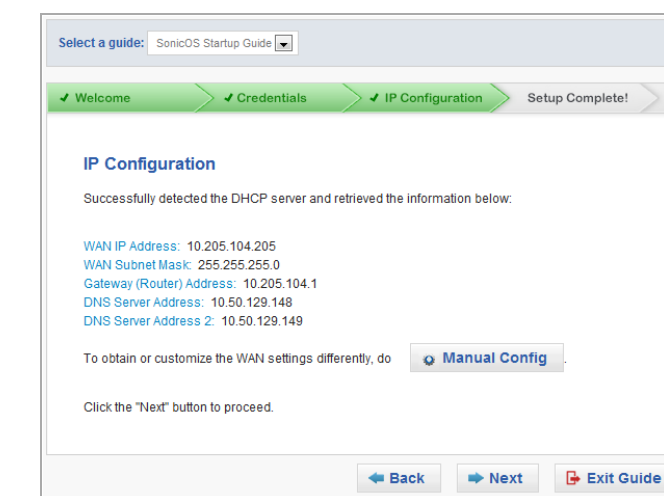 Select a guide: SonicOS Startup Guide
Welcome Credentials IP Configuration Setup Complete!
IP Configuration
Successfully detected the DHCP server and retrieved the information below:
WAN IP Address: 10.205.104.205
WAN Subnet Mask: 255.255.255.0
Gateway (Router) Address: 10.205.104.1
DNS Server Address: 10.50.129.148
DNS Server Address 2: 10.50.129.149
To obtain or customize the WAN settings differently, do Manual Config.
Click the "Next" button to proceed.
Back Next Exit Guide